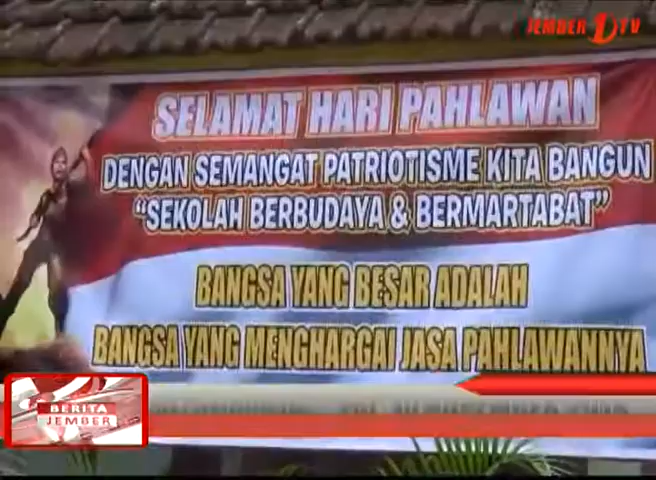 JEMBER 1 TV
SELAMAT HARI PAHLAWAN
DENGAN SEMANGAT PATRIOTISME KITA BANGUN
"SEKOLAH BERBUDAYA & BERMARTABAT"
BANGSA YANG BESAR ADALAH
BANGSA YANG MENGHARGAI JASA PAHLAWANNYA
BERITA
JEMBER